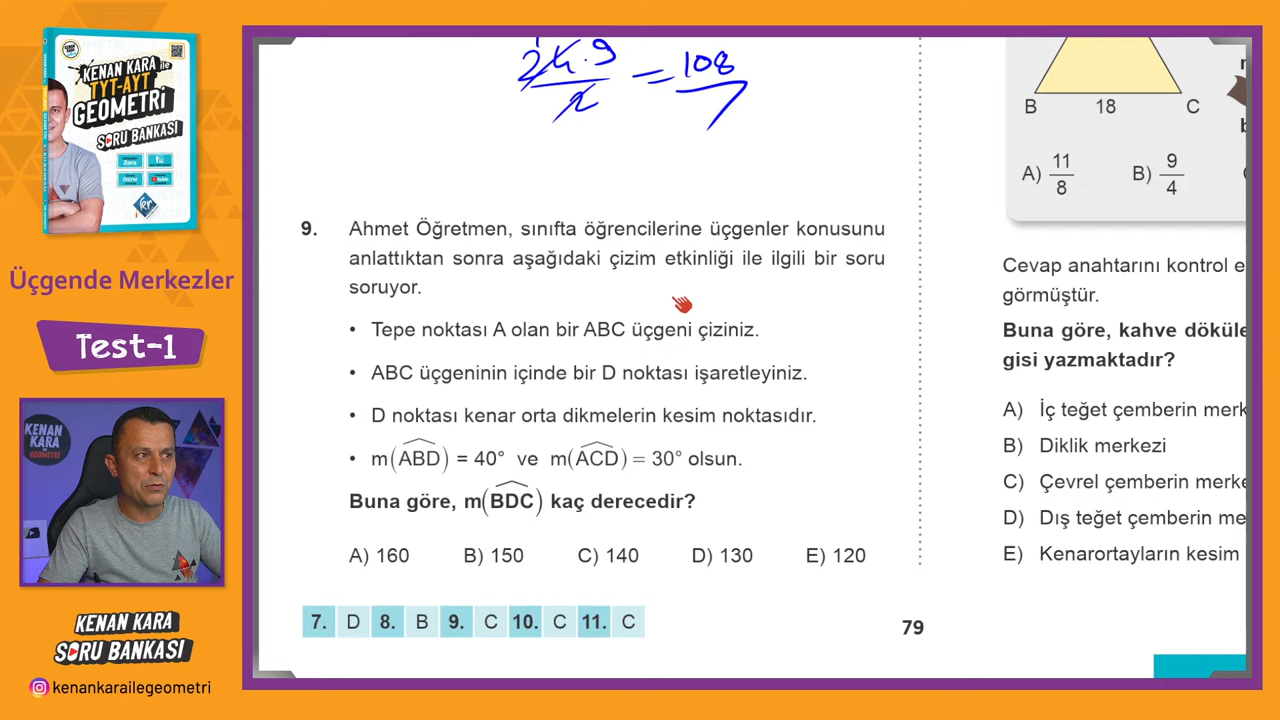 KENAN KARA ile
TYT-AYT
GEOMETRİ
SORU BANKASI
Üçgende Merkezler
Test-1
KENAN
KARA
GEOMETRİ
KENAN KARA
SORU BANKASI
kenankarailegeometri
= 108
9. Ahmet Öğretmen, sınıfta öğrencilerine üçgenler konusunu
anlattıktan sonra aşağıdaki çizim etkinliği ile ilgili bir soru
soruyor.
• Tepe noktası A olan bir ABC üçgeni çiziniz.
• ABC üçgeninin içinde bir D noktası işaretleyiniz.
• D noktası kenar orta dikmelerin kesim noktasıdır.
• m(ABD) = 40° ve m(ACD) = 30° olsun.
Buna göre, m(BDC) kaç derecedir?
A) 160 B) 150 C) 140 D) 130 E) 120
7. D 8. B 9. C 10. C 11. C
79
B 18 C
A) 11/8 B) 9/4
Cevap anahtarını kontrol e
görmüştür.
Buna göre, kahve döküle
gisi yazmaktadır?
A) İç teğet çemberin merk
B) Diklik merkezi
C) Çevrel çemberin merke
D) Dış teğet çemberin me
E) Kenarortayların kesim